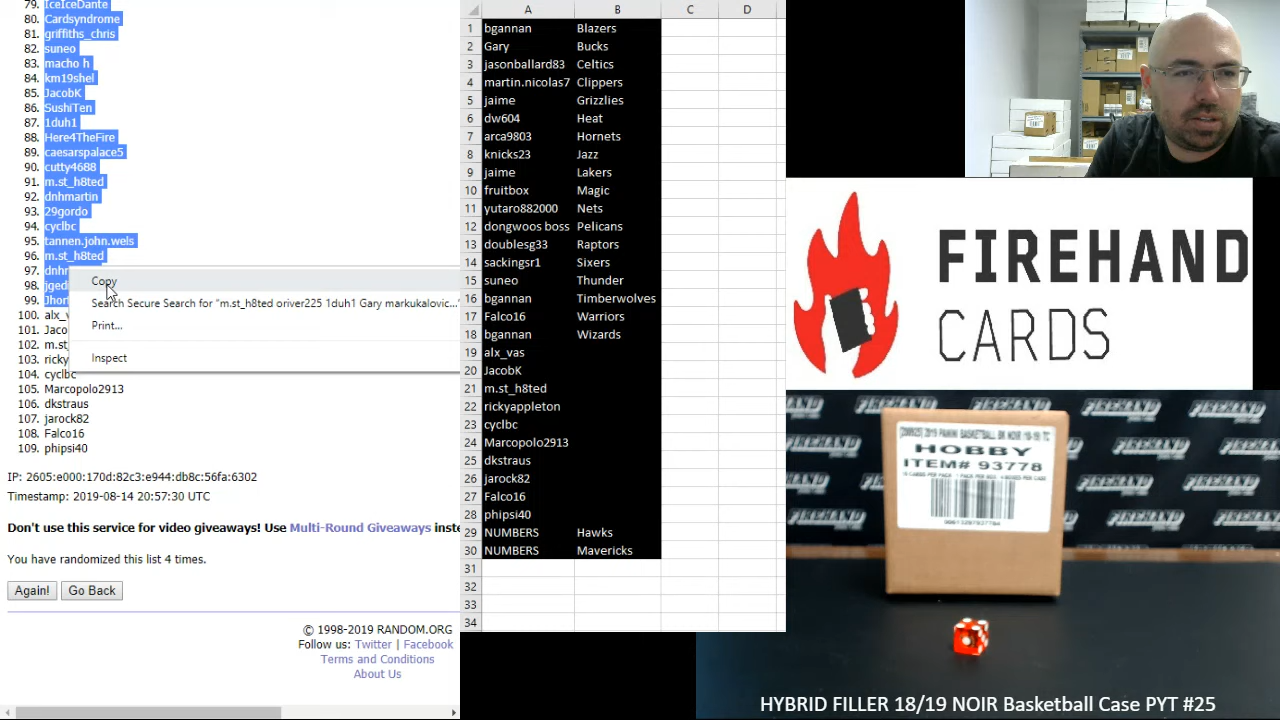 79. IceIceDante
80. Cardsyndrome
81. griffiths_chris
82. suneo
83. macho h
84. km19shel
85. JacobK
86. SushiTen
87. 1duh1
88. Here4TheFire
89. caesarspalace5
90. cutty4688
91. m.st_h8ted
92. dnhmartin
93. 29gordo
94. cyclbc
95. tannen.john.wels
96. m.st_h8ted
97. dnhr
98. jgedi
99. Jhort
100. alx_v
101. Jaco
102. m.st_
103. ricky
104. cyclbc
105. Marcopolo2913
106. dkstraus
107. jarock82
108. Falco16
109. phipsi40
Copy
Search Secure Search for "m.st_h8ted oriver225 1duh1 Gary markukalovic..."
Print...
Inspect
IP: 2605:e000:170d:82c3:e944:db8c:56fa:6302
Timestamp: 2019-08-14 20:57:30 UTC
Don't use this service for video giveaways! Use Multi-Round Giveaways inste
You have randomized this list 4 times.
Again! Go Back
© 1998-2019 RANDOM.ORG
Follow us: Twitter | Facebook
Terms and Conditions
About Us
A B C D
1 bgannan Blazers
2 Gary Bucks
3 jasonballard83 Celtics
4 martin.nicolas7 Clippers
5 jaime Grizzlies
6 dw604 Heat
7 arca9803 Hornets
8 knicks23 Jazz
9 jaime Lakers
10 fruitbox Magic
11 yutaro882000 Nets
12 dongwoos boss Pelicans
13 doublesg33 Raptors
14 sackingsr1 Sixers
15 suneo Thunder
16 bgannan Timberwolves
17 Falco16 Warriors
18 bgannan Wizards
19 alx_vas
20 JacobK
21 m.st_h8ted
22 rickyappleton
23 cyclbc
24 Marcopolo2913
25 dkstraus
26 jarock82
27 Falco16
28 phipsi40
29 NUMBERS Hawks
30 NUMBERS Mavericks
31
32
33
34
FIREHAND
CARDS
HOBBY
ITEM# 93778
HYBRID FILLER 18/19 NOIR Basketball Case PYT #25